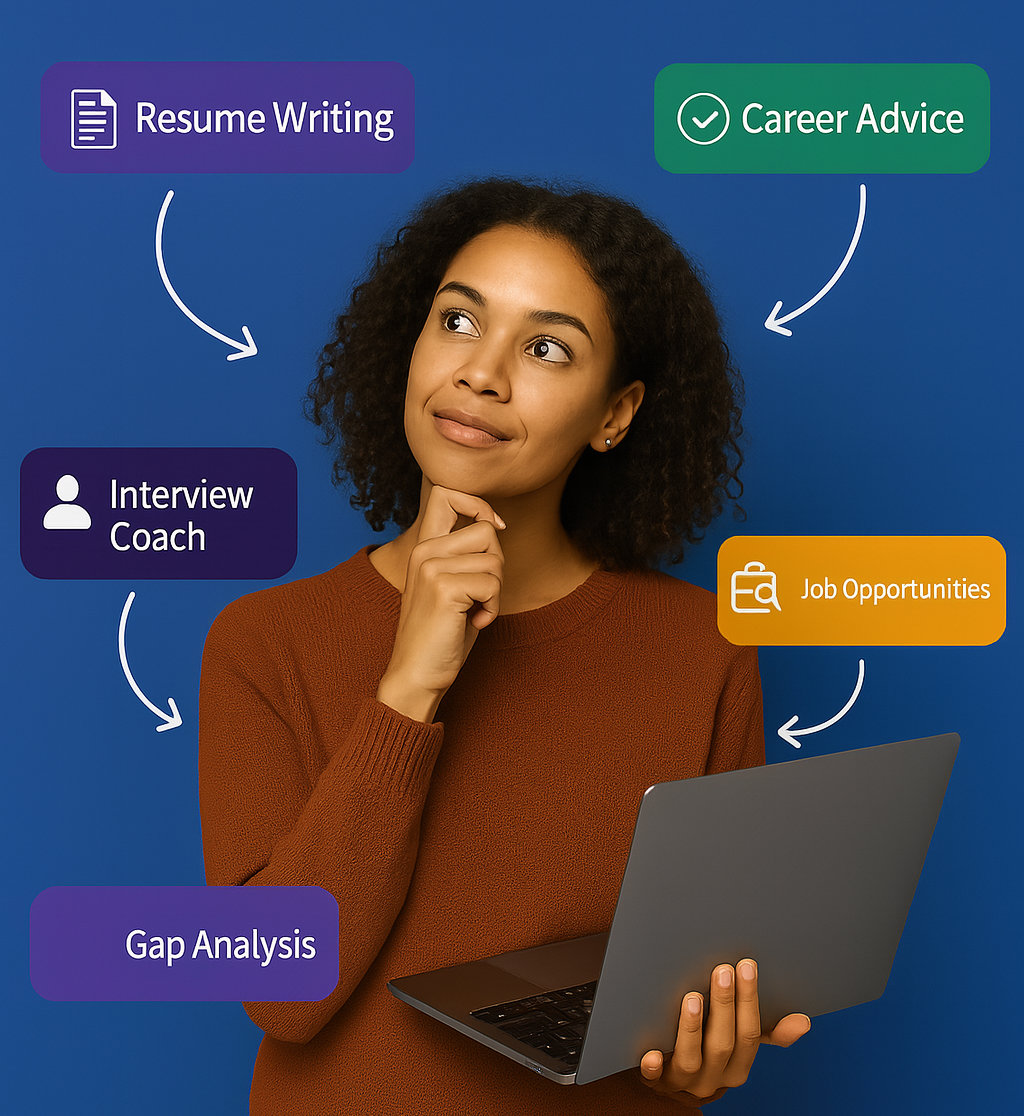 Resume Writing
Career Advice
Interview
Coach
Job Opportunities
Gap Analysis